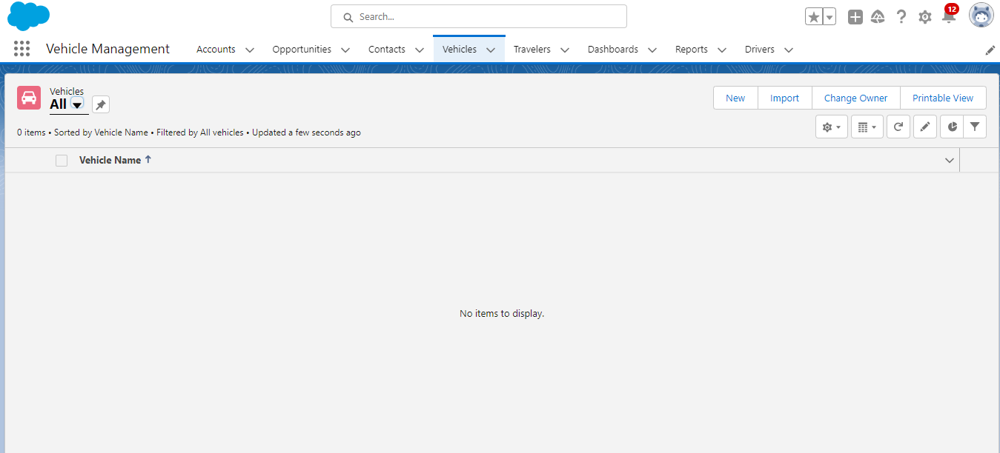 Search...
12
Vehicle Management Accounts Opportunities Contacts Vehicles Travelers Dashboards Reports Drivers
Vehicles
All
New Import Change Owner Printable View
0 items • Sorted by Vehicle Name • Filtered by All vehicles • Updated a few seconds ago
Vehicle Name
No items to display.